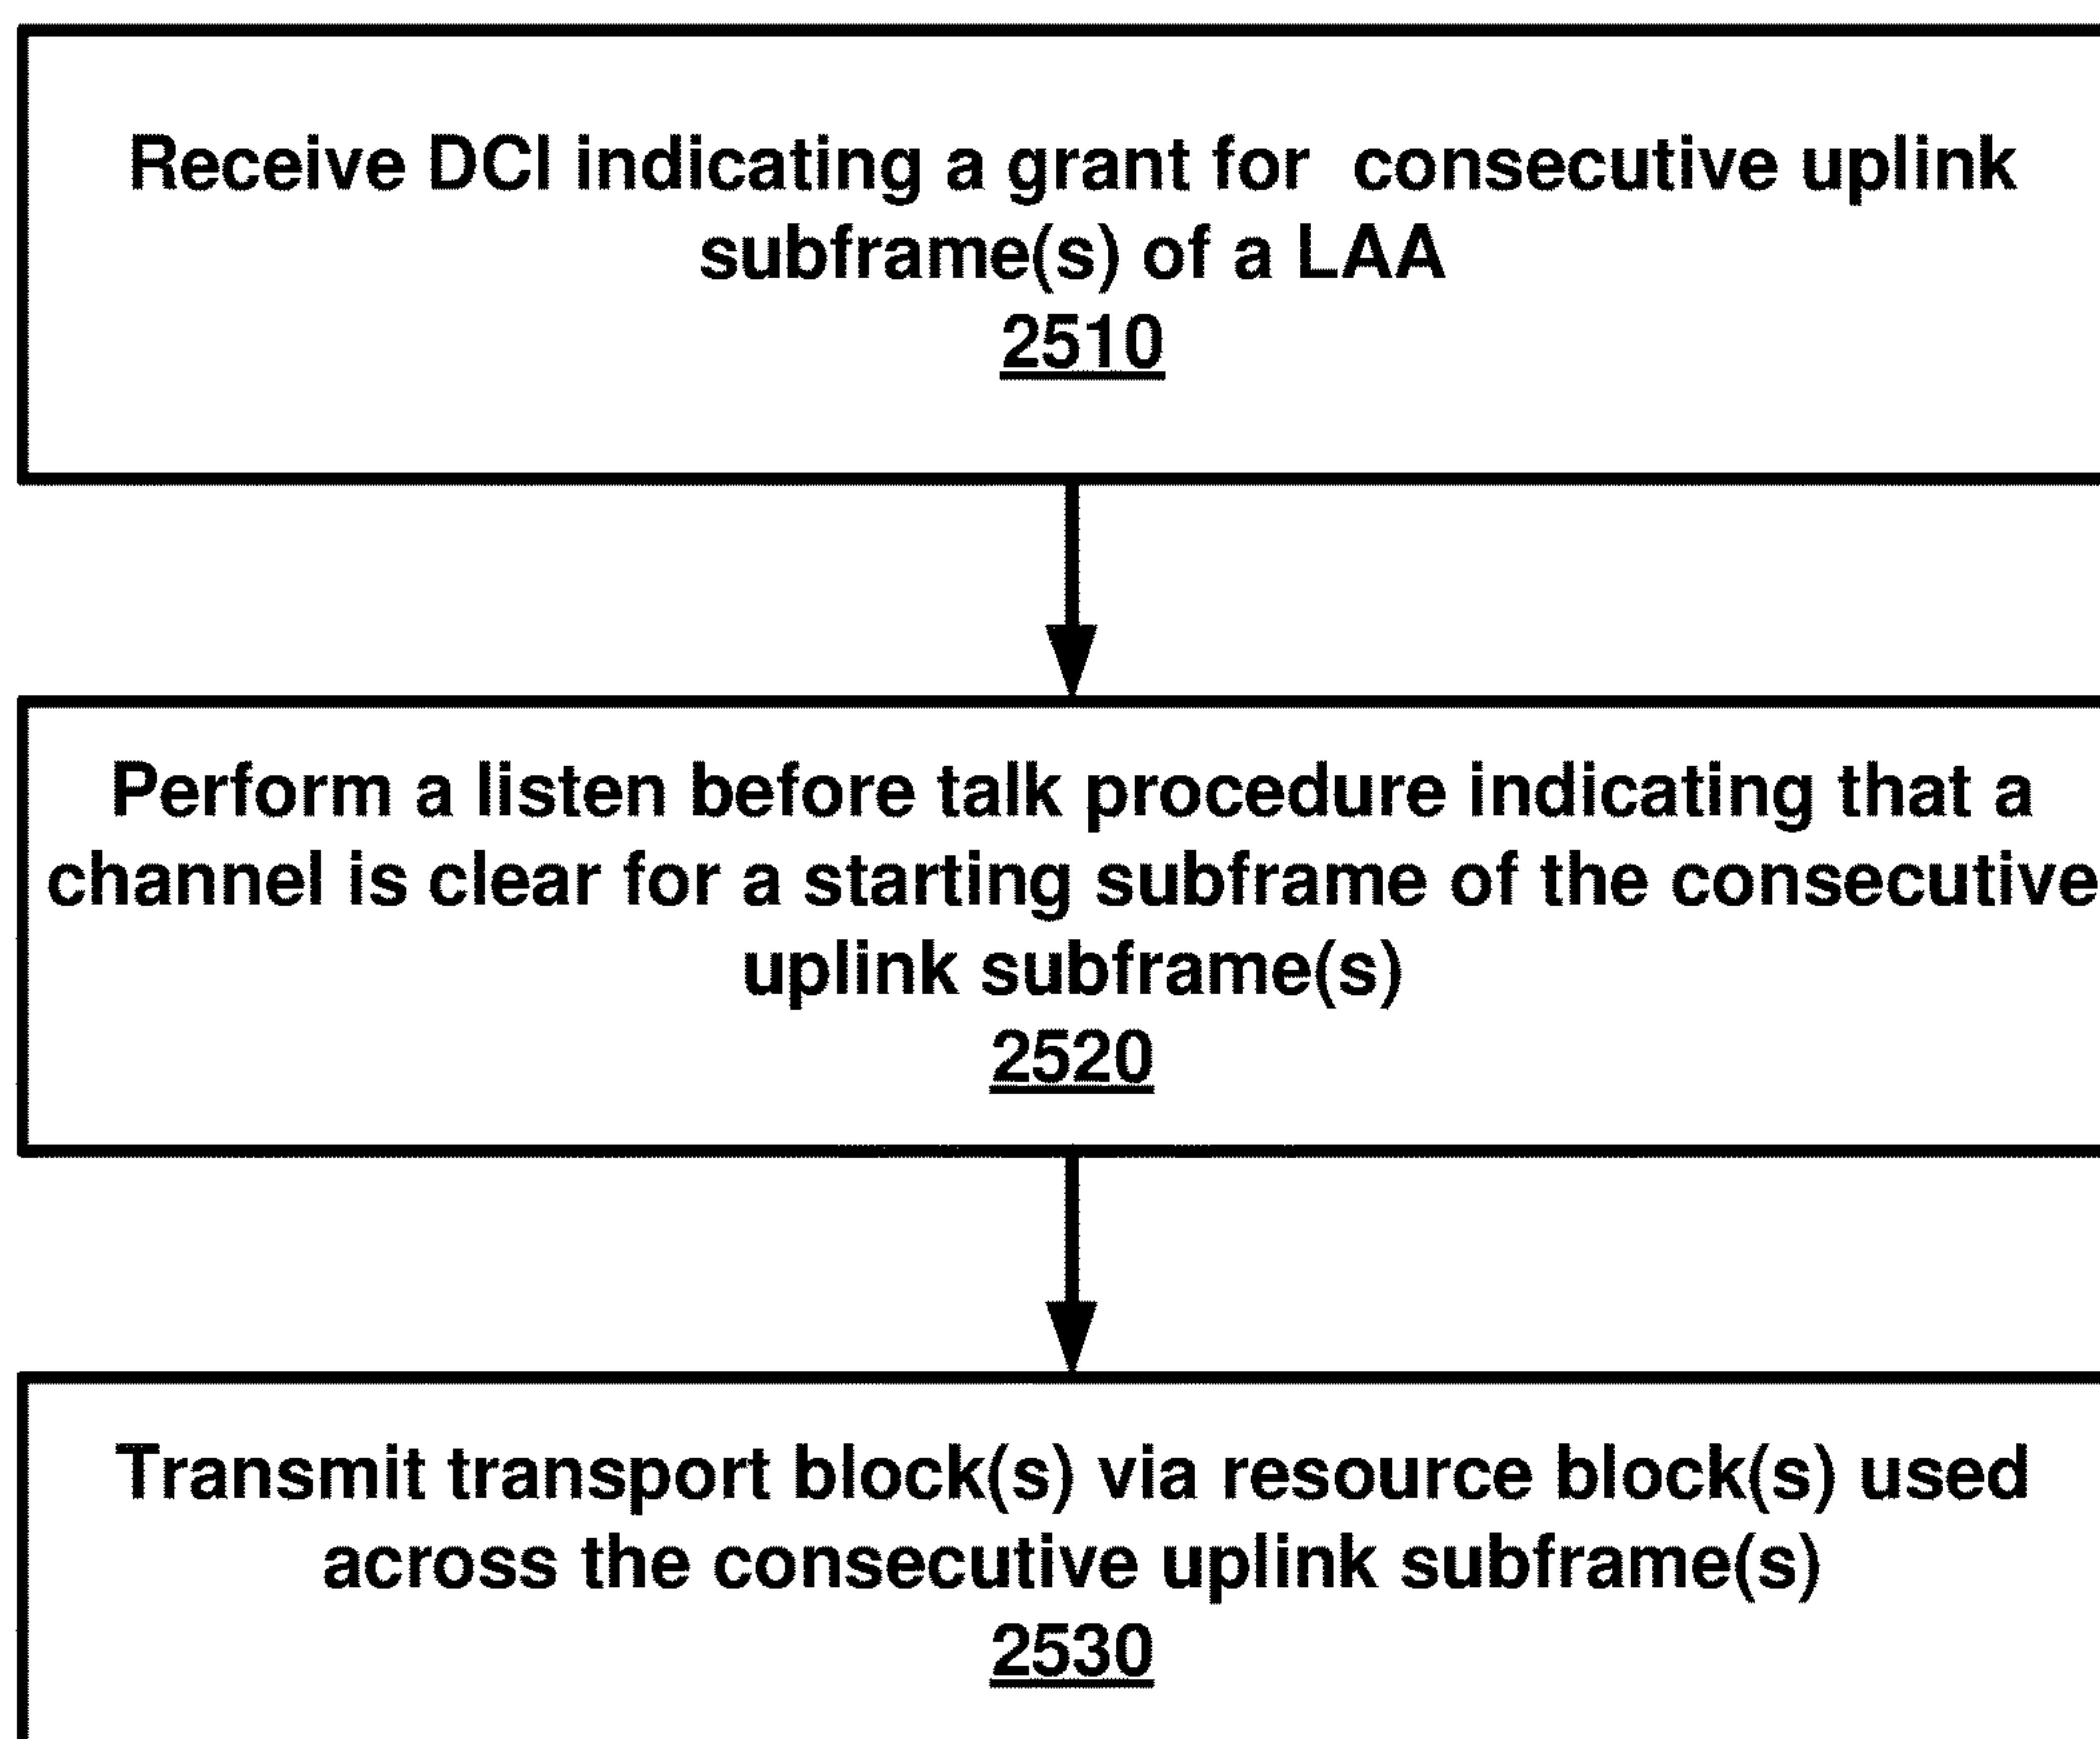 Receive DCI indicating a grant for consecutive uplink
subframe(s) of a LAA
2510
Perform a listen before talk procedure indicating that a
channel is clear for a starting subframe of the consecutive
uplink subframe(s)
2520
Transmit transport block(s) via resource block(s) used
across the consecutive uplink subframe(s)
2530